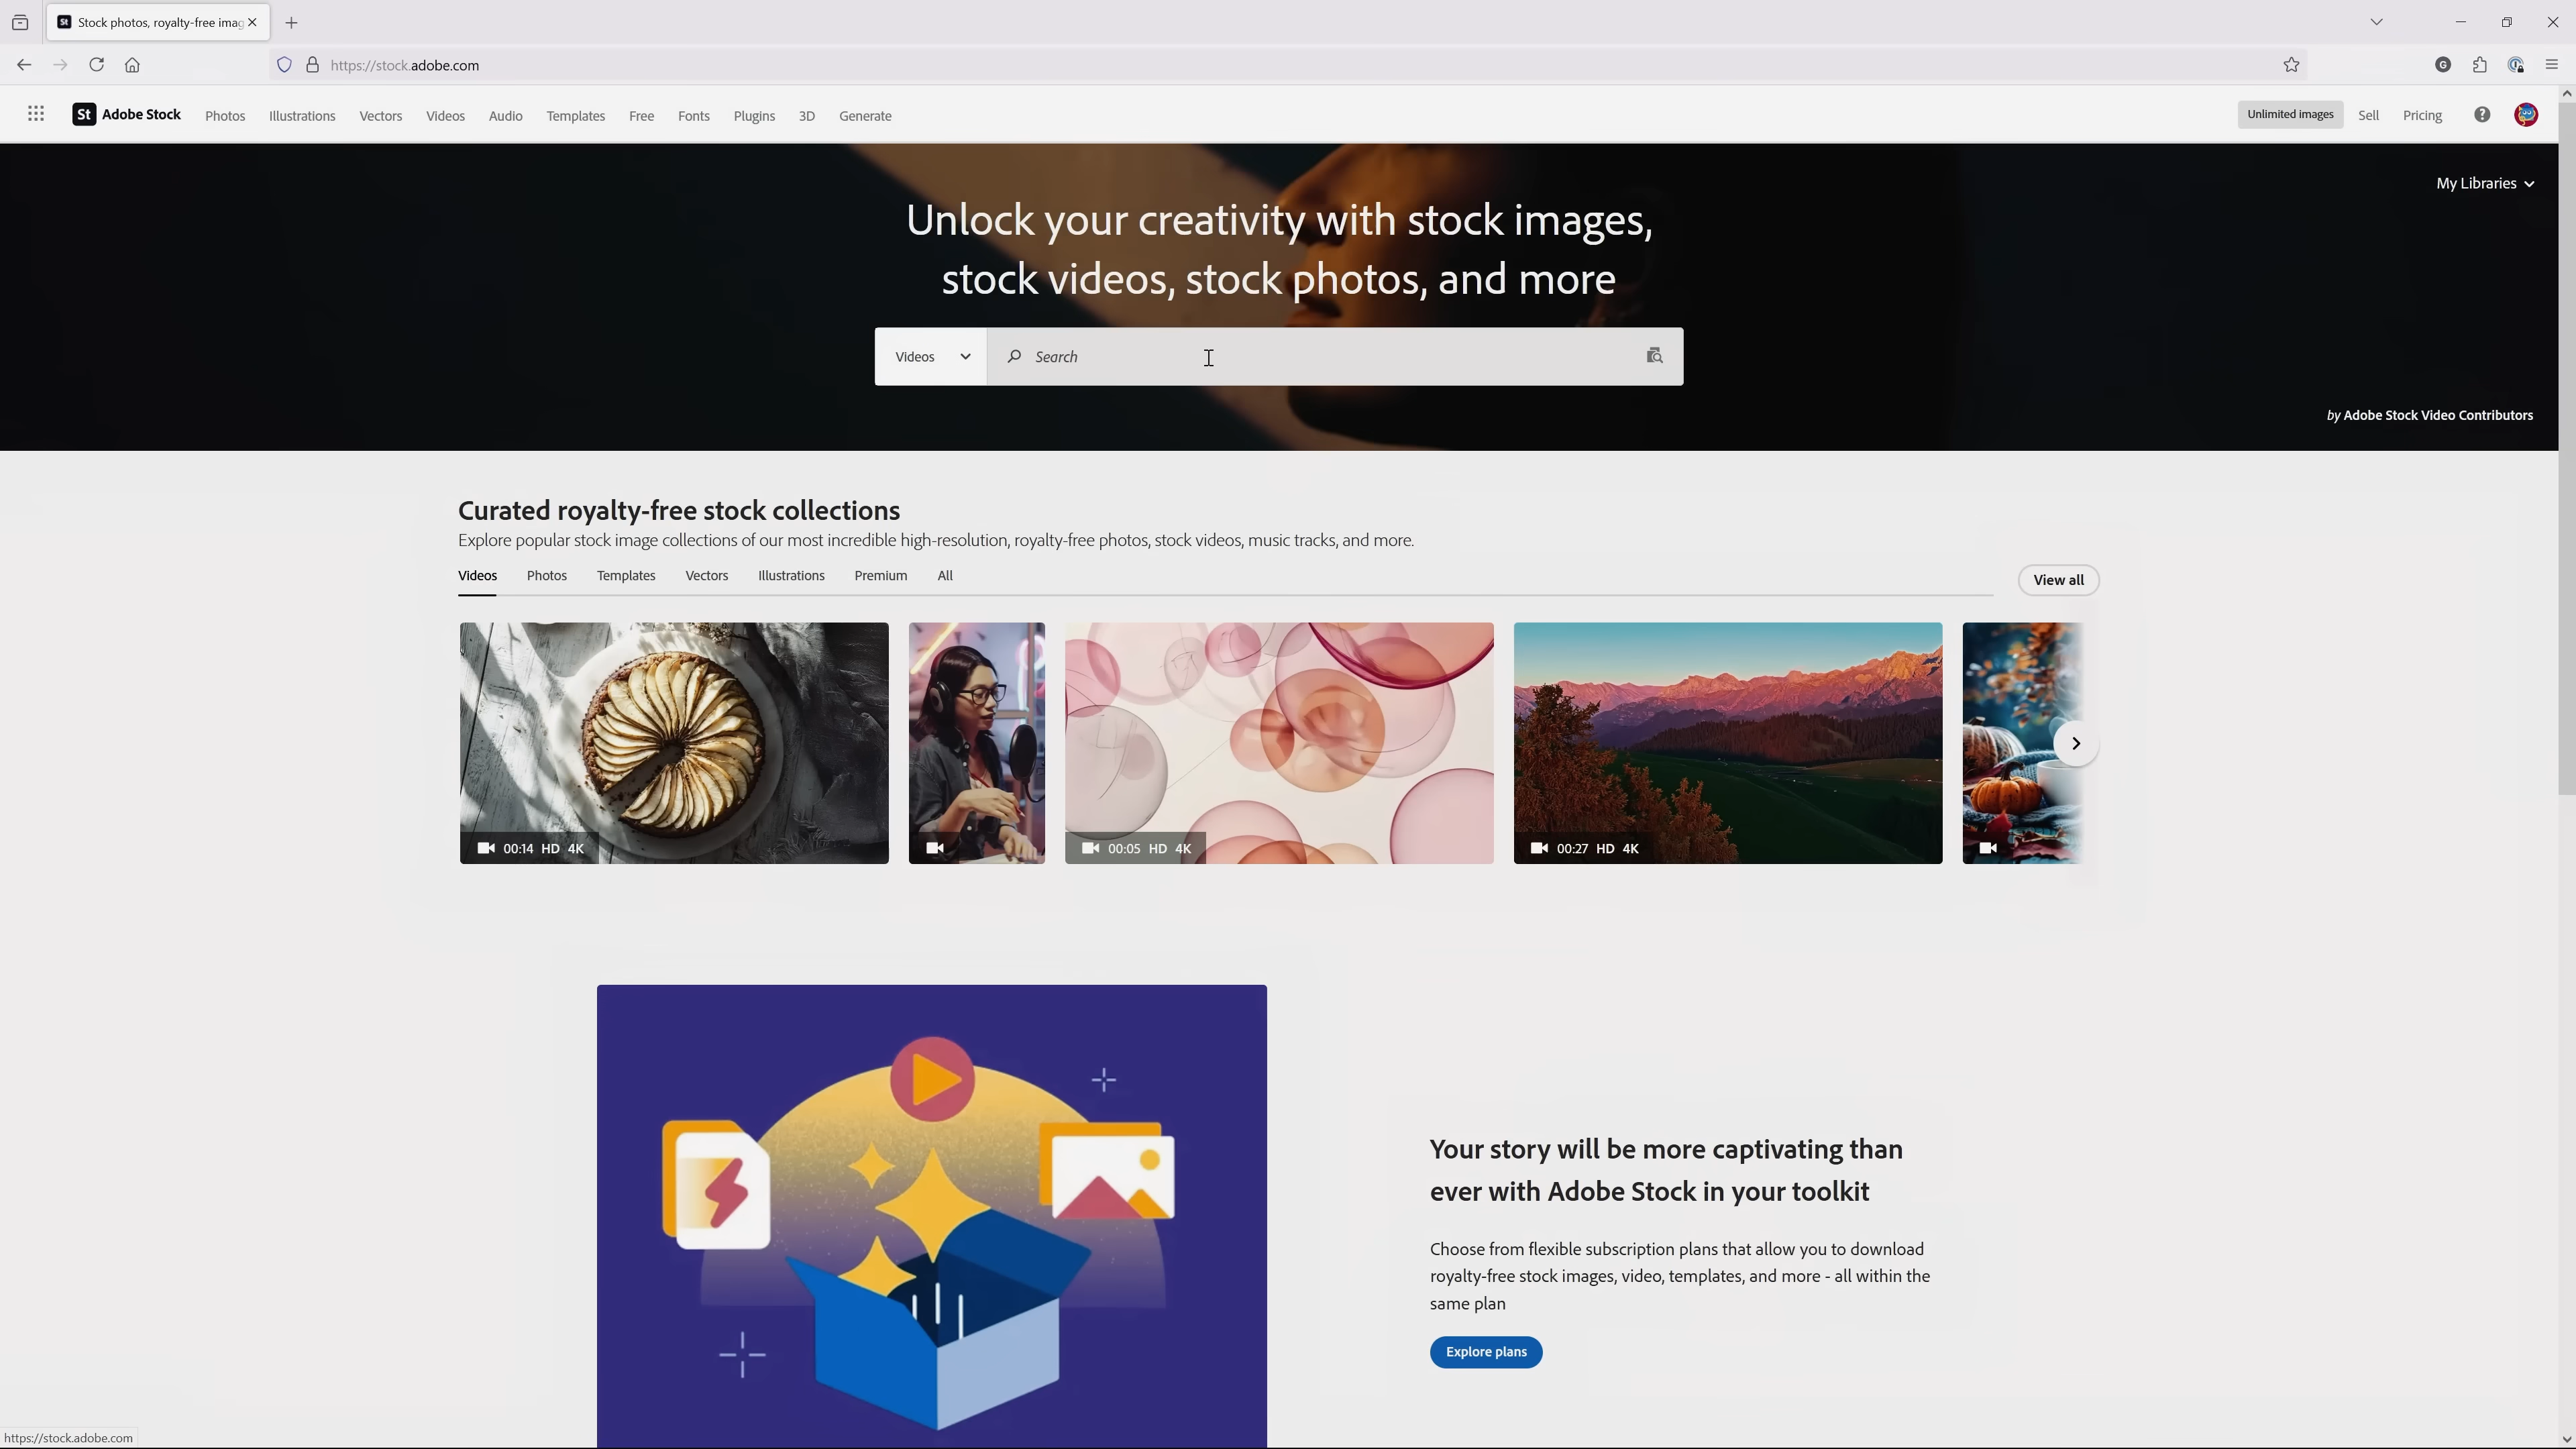 Stock photos, royalty-free imag
https://stock.adobe.com
St Adobe Stock Photos Illustrations Vectors Videos Audio Templates Free Fonts Plugins 3D Generate Unlimited images Sell Pricing
My Libraries
Unlock your creativity with stock images,
stock videos, stock photos, and more
Videos Search
by Adobe Stock Video Contributors
Curated royalty-free stock collections
Explore popular stock image collections of our most incredible high-resolution, royalty-free photos, stock videos, music tracks, and more.
Videos Photos Templates Vectors Illustrations Premium All View all
00:14 HD 4K
00:05 HD 4K
00:27 HD 4K
Your story will be more captivating than
ever with Adobe Stock in your toolkit
Choose from flexible subscription plans that allow you to download
royalty-free stock images, video, templates, and more - all within the
same plan
Explore plans
https://stock.adobe.com